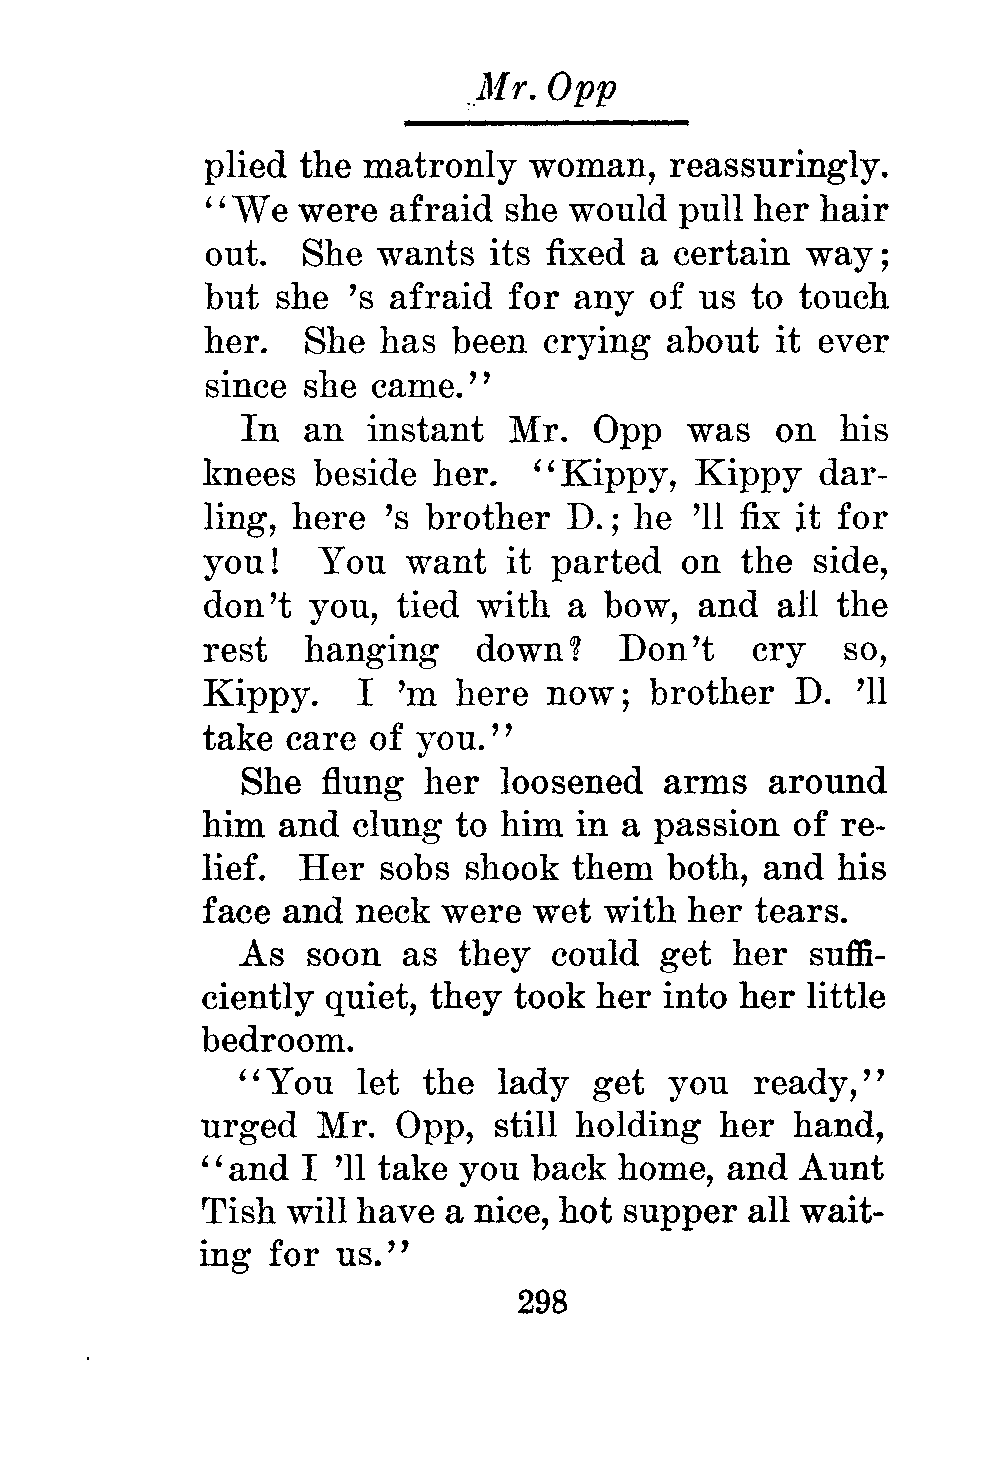 Mr. Opp
plied the matronly woman, reassuringly.
"We were afraid she would pull her hair
out. She wants its fixed a certain way;
but she 's afraid for any of us to touch
her. She has been crying about it ever
since she came."
In an instant Mr. Opp was on his
knees beside her. "Kippy, Kippy dar-
ling, here 's brother D.; he 'll fix it for
you! You want it parted on the side,
don't you, tied with a bow, and all the
rest hanging down? Don't cry so,
Kippy. I 'm here now; brother D. 'll
take care of you."
She flung her loosened arms around
him and clung to him in a passion of re-
lief. Her sobs shook them both, and his
face and neck were wet with her tears.
As soon as they could get her suffi-
ciently quiet, they took her into her little
bedroom.
"You let the lady get you ready,"
urged Mr. Opp, still holding her hand,
"and I 'll take you back home, and Aunt
Tish will have a nice, hot supper all wait-
ing for us."
298